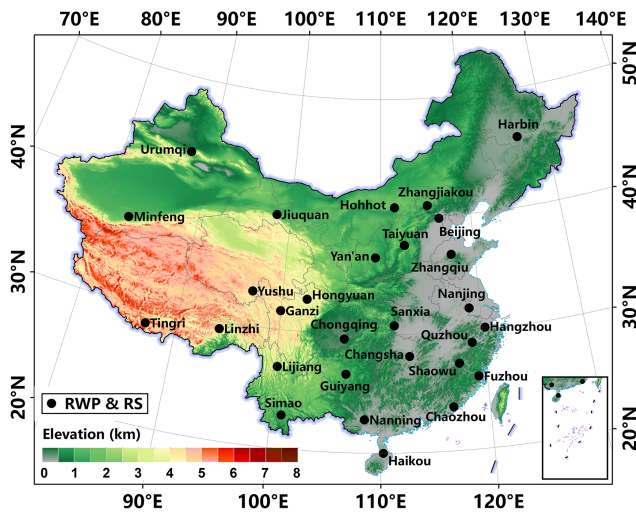 70°E 80°E 90°E 100°E 110°E 120°E 130°E 140°E
50°N
40°N
30°N
20°N
40°N
20°N
Harbin
Urumqi
Zhangjiakou
Hohhot
Minfeng
Jiuquan
Beijing
Taiyuan
Yan'an
Zhangqiu
Yushu
Hongyuan
Nanjing
Ganzi
Sanxia
Tingri
Linzhi
Chongqing
Hangzhou
Quzhou
Changsha
Lijiang
Shaowu
Guiyang
Fuzhou
Simao
Chaozhou
Nanning
Haikou
RWP & RS
Elevation (km)
0 1 2 3 4 5 6 7 8
90°E 100°E 110°E 120°E